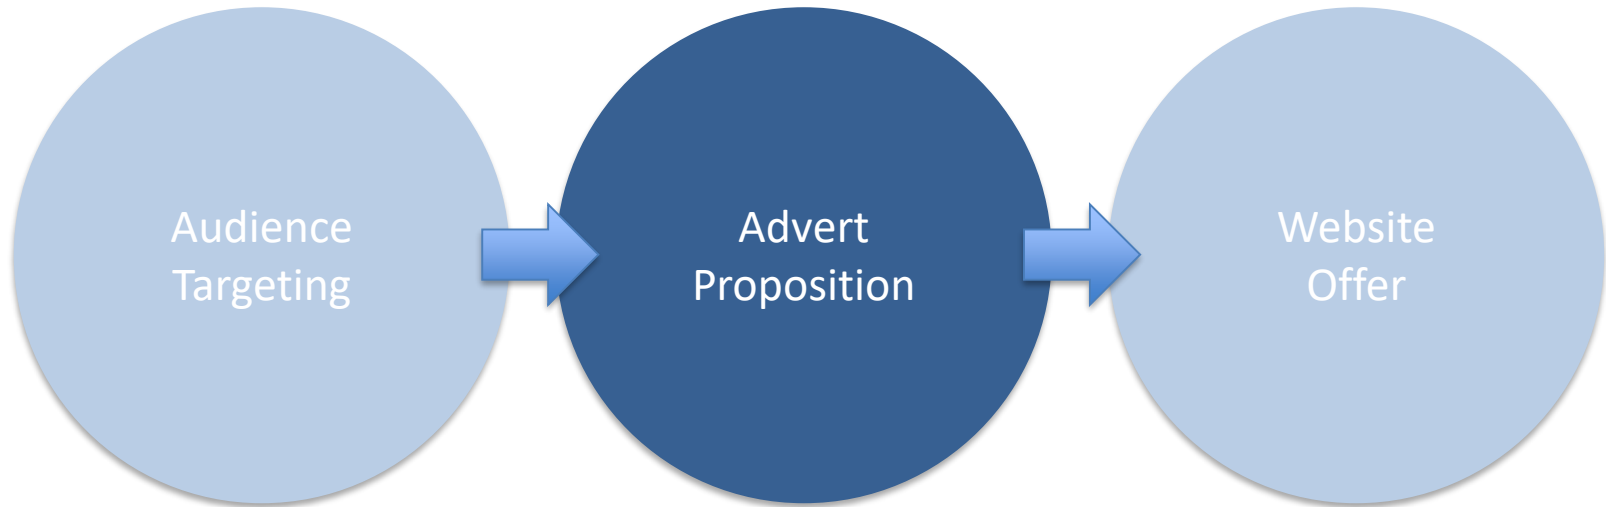 Audience
Targeting
Advert
Proposition
Website
Offer